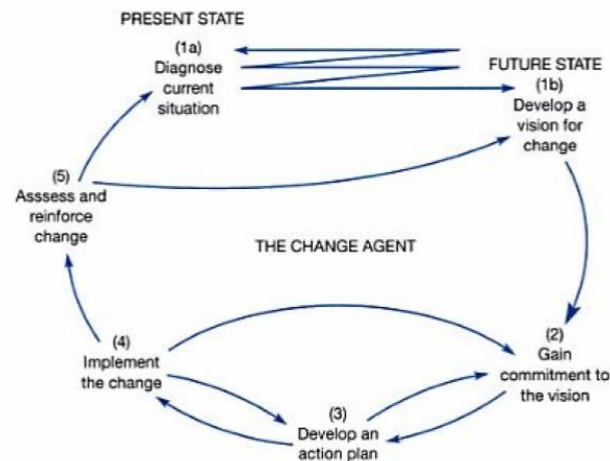 PRESENT STATE
(1a)
Diagnose
current
situation
FUTURE STATE
(1b)
Develop a
vision for
change
(5)
Asssess and
reinforce
change
THE CHANGE AGENT
(4)
Implement
the change
(2)
Gain
commitment to
the vision
(3)
Develop an
action plan